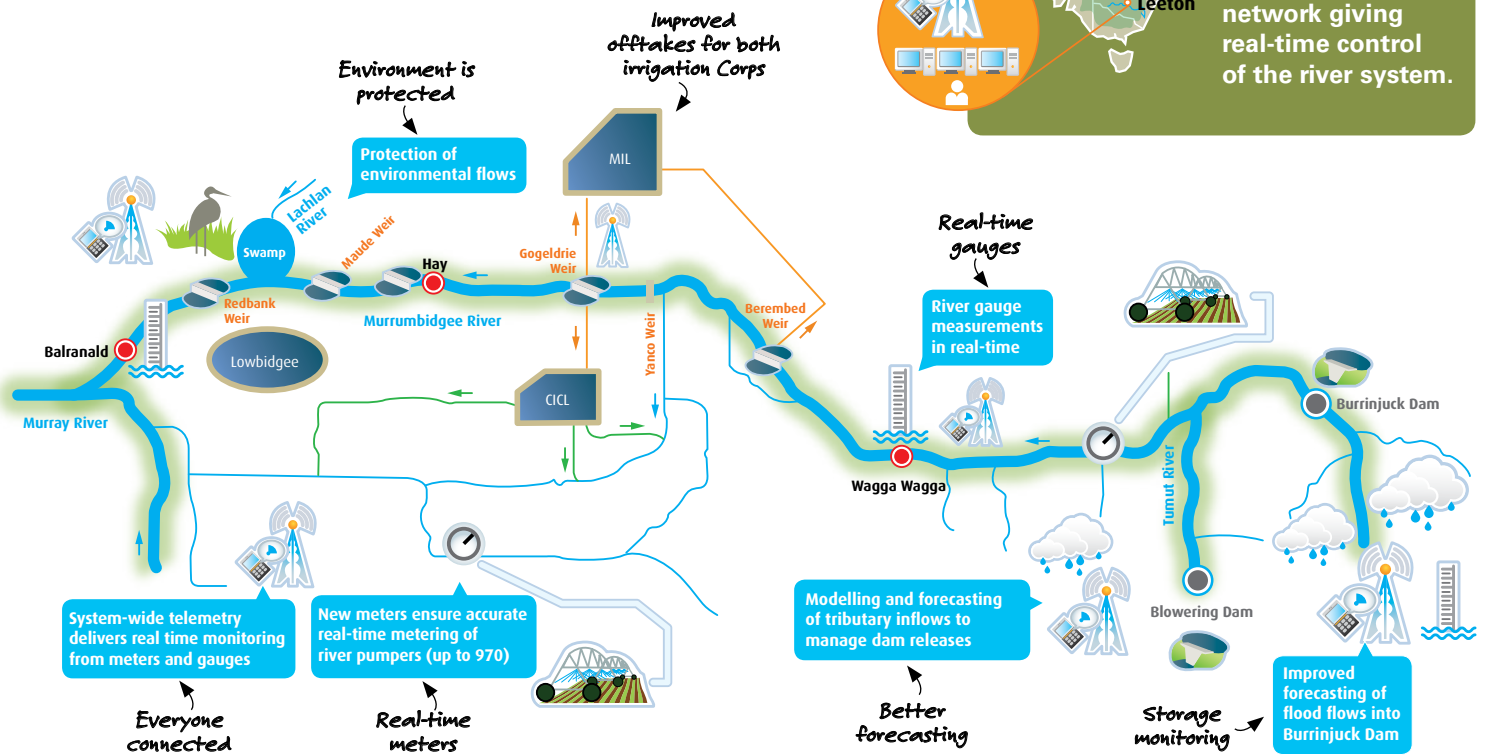 Leeton
network giving
real-time control
of the river system.
Improved
offtakes for both
irrigation Corps
Environment is
protected
Protection of
environmental flows
MIL
Lachlan
River
Swamp
Maude Weir
Hay
Gogeldrie
Weir
Real-time
gauges
River gauge
measurements
in real-time
Redbank
Weir
Murrumbidgee River
Yanco Weir
Berembed
Weir
Balranald
Lowbidgee
CICL
Murray River
Burrinjuck Dam
Wagga Wagga
Tumut River
Blowering Dam
System-wide telemetry
delivers real time monitoring
from meters and gauges
New meters ensure accurate
real-time metering of
river pumpers (up to 970)
Modelling and forecasting
of tributary inflows to
manage dam releases
Improved
forecasting of
flood flows into
Burrinjuck Dam
Everyone
connected
Real-time
meters
Better
forecasting
Storage
monitoring